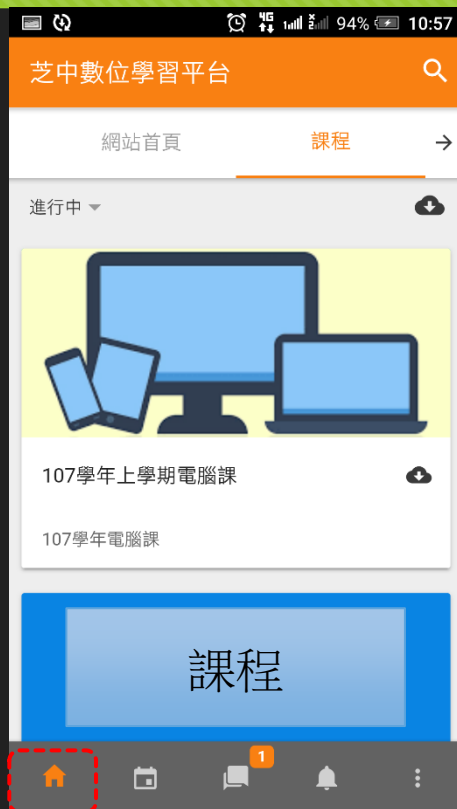 4G 94% 10:57
芝中數位學習平台
網站首頁 課程
進行中
107學年上學期電腦課
107學年電腦課
課程
1